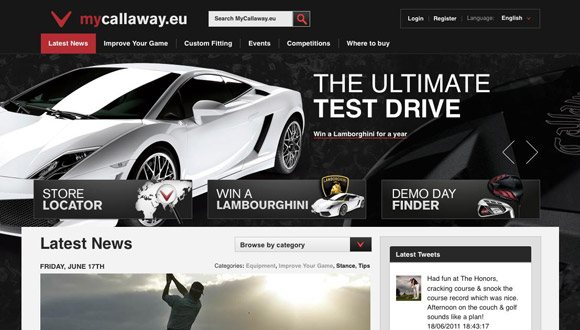 mycallaway.eu
Search MyCallaway.eu
Login Register Language: English
Latest News Improve Your Game Custom Fitting Events Competitions Where to buy
THE ULTIMATE
TEST DRIVE
Win a Lamborghini for a year
STORE
LOCATOR
WIN A
LAMBOURGHINI
DEMO DAY
FINDER
Latest News
Browse by category
FRIDAY, JUNE 17TH
Categories: Equipment, Improve Your Game, Stance, Tips
Latest Tweets
Had fun at The Honors,
cracking course & snook the
course record which was nice.
Afternoon on the couch & golf
sounds like a plan!
18/06/2011 18:43:17